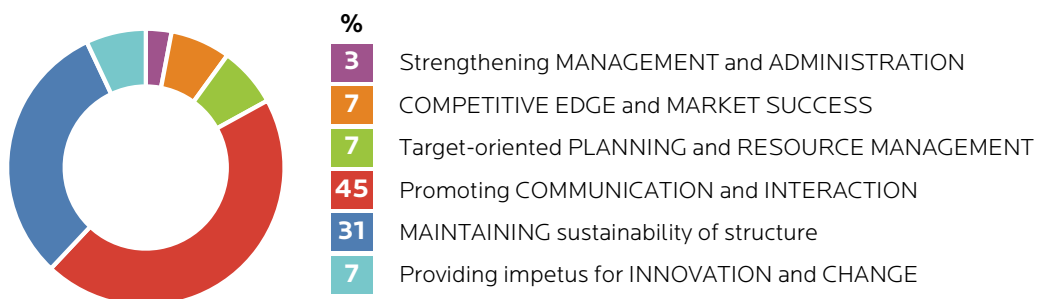 %
3 Strengthening MANAGEMENT and ADMINISTRATION
7 COMPETITIVE EDGE and MARKET SUCCESS
7 Target-oriented PLANNING and RESOURCE MANAGEMENT
45 Promoting COMMUNICATION and INTERACTION
31 MAINTAINING sustainability of structure
7 Providing impetus for INNOVATION and CHANGE